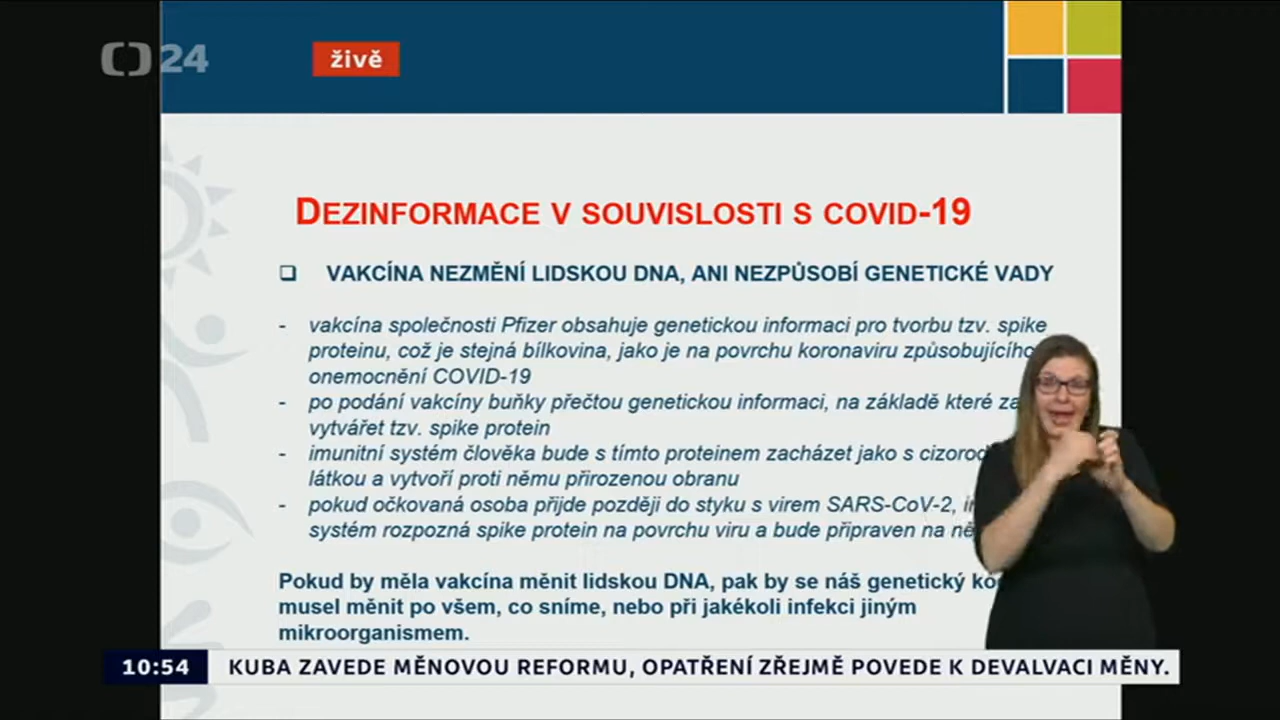 24
živě
DEZINFORMACE V SOUVISLOSTI S COVID-19
VAKCÍNA NEZMĚNÍ LIDSKOU DNA, ANI NEZPŮSOBÍ GENETICKÉ VADY
- vakcína společnosti Pfizer obsahuje genetickou informaci pro tvorbu tzv. spike
proteinu, což je stejná bílkovina, jako je na povrchu koronaviru způsobujícího
onemocnění COVID-19
- po podání vakcíny buňky přečtou genetickou informaci, na základě které
vytvářet tzv. spike protein
- imunitní systém člověka bude s tímto proteinem zacházet jako s
látkou a vytvoří proti němu přirozenou obranu
- pokud očkovaná osoba přijde později do styku s virem SARS-CoV-2,
systém rozpozná spike protein na povrchu viru a bude připraven na
Pokud by měla vakcína měnit lidskou DNA, pak by se náš genetický
musel měnit po všem, co sníme, nebo při jakékoli infekci jiným
mikroorganismem.
10:54 KUBA ZAVEDE MĚNOVOU REFORMU, OPATŘENÍ ZŘEJMĚ POVEDE K DEVALVACI MĚNY.